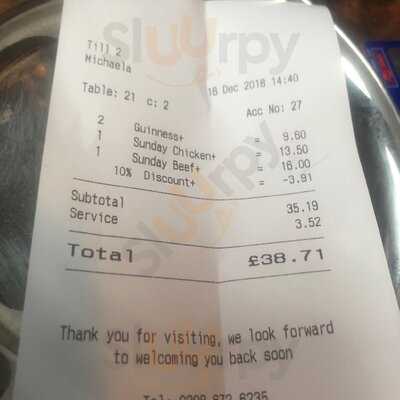 Sluurpy
Till 2
Michaela
18 Dec 2018 14:40
Table: 21 c: 2
Acc No: 27
2 Guinness+ = 9.60
1 Sunday Chicken+ = 13.50
1 Sunday Beef+ = 16.00
10% Discount+ = -3.91
Subtotal 35.19
Service 3.52
Total £38.71
Thank you for visiting, we look forward
to welcoming you back soon